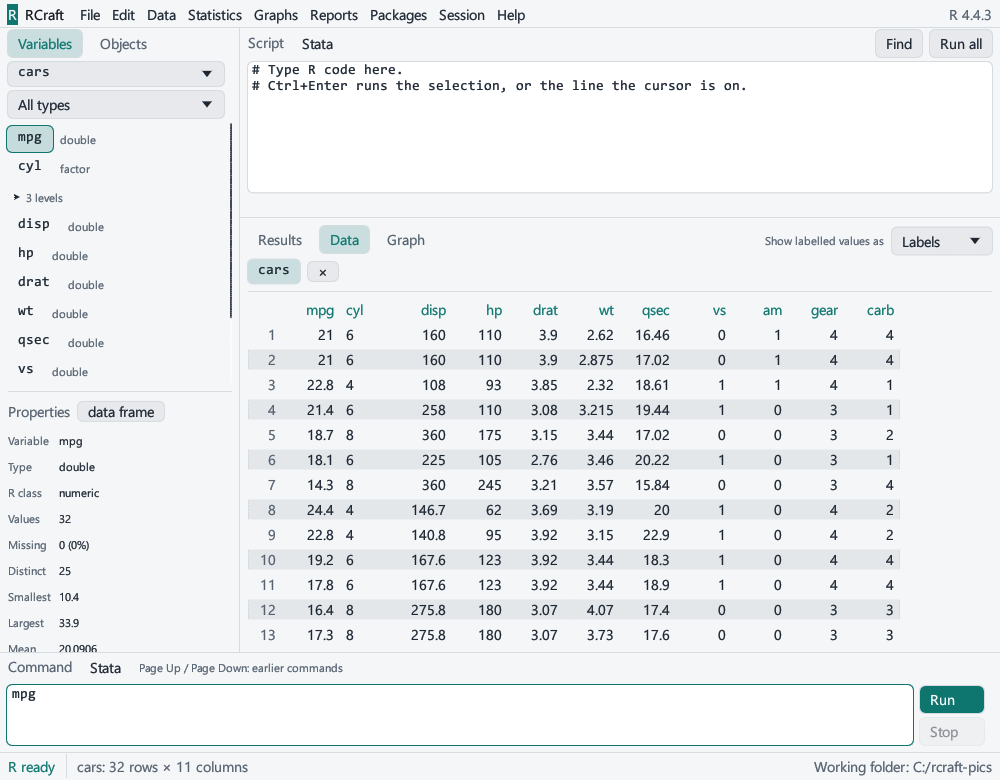 R RCraft File Edit Data Statistics Graphs Reports Packages Session Help R 4.4.3
Variables Objects
cars
All types
mpg double
cyl factor
3 levels
disp double
hp double
drat double
wt double
qsec double
vs double
Properties data frame
Variable mpg
Type double
R class numeric
Values 32
Missing 0 (0%)
Distinct 25
Smallest 10.4
Largest 33.9
Mean 20.0906
Script Stata Find Run all
# Type R code here.
# Ctrl+Enter runs the selection, or the line the cursor is on.
Results Data Graph Show labelled values as Labels
cars ×
mpg cyl disp hp drat wt qsec vs am gear carb
1 21 6 160 110 3.9 2.62 16.46 0 1 4 4
2 21 6 160 110 3.9 2.875 17.02 0 1 4 4
3 22.8 4 108 93 3.85 2.32 18.61 1 1 4 1
4 21.4 6 258 110 3.08 3.215 19.44 1 0 3 1
5 18.7 8 360 175 3.15 3.44 17.02 0 0 3 2
6 18.1 6 225 105 2.76 3.46 20.22 1 0 3 1
7 14.3 8 360 245 3.21 3.57 15.84 0 0 3 4
8 24.4 4 146.7 62 3.69 3.19 20 1 0 4 2
9 22.8 4 140.8 95 3.92 3.15 22.9 1 0 4 2
10 19.2 6 167.6 123 3.92 3.44 18.3 1 0 4 4
11 17.8 6 167.6 123 3.92 3.44 18.9 1 0 4 4
12 16.4 8 275.8 180 3.07 4.07 17.4 0 0 3 3
13 17.3 8 275.8 180 3.07 3.73 17.6 0 0 3 3
Command Stata Page Up / Page Down: earlier commands
mpg
Run
Stop
R ready cars: 32 rows × 11 columns Working folder: C:/rcraft-pics